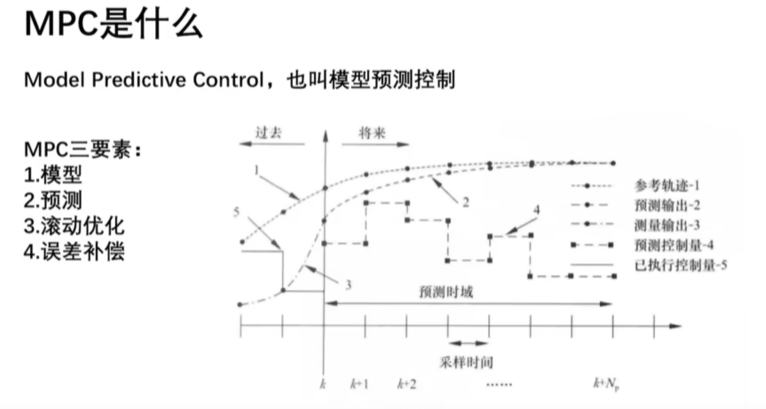 MPC是什么
Model Predictive Control，也叫模型预测控制
MPC三要素：
1.模型
2.预测
3.滚动优化
4.误差补偿
过去
将来
1
2
3
4
5
参考轨迹-1
预测输出-2
测量输出-3
预测控制量-4
已执行控制量-5
预测时域
采样时间
k
k+1
k+2
……
k+Np